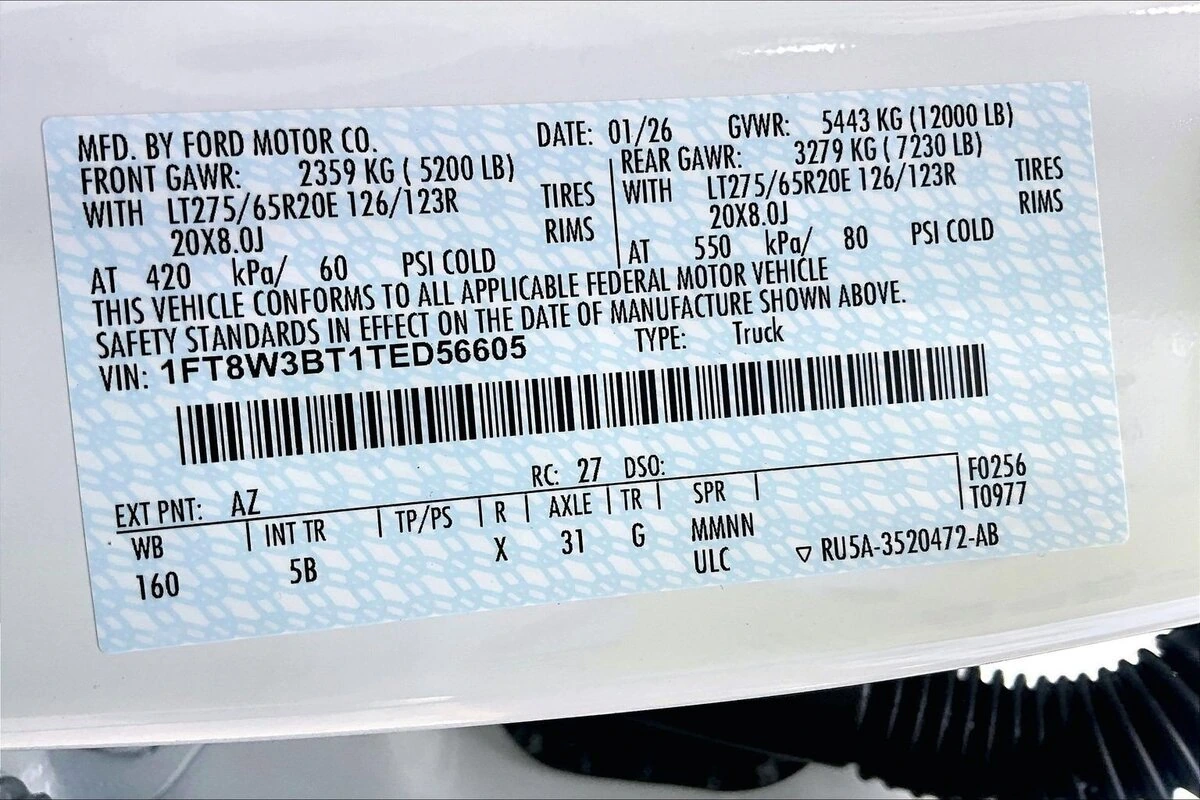 MFD. BY FORD MOTOR CO. DATE: 01/26 GVWR: 5443 KG (12000 LB)
FRONT GAWR: 2359 KG ( 5200 LB) REAR GAWR: 3279 KG ( 7230 LB)
WITH LT275/65R20E 126/123R TIRES WITH LT275/65R20E 126/123R TIRES
20X8.0J RIMS 20X8.0J RIMS
AT 420 kPa/ 60 PSI COLD AT 550 kPa/ 80 PSI COLD
THIS VEHICLE CONFORMS TO ALL APPLICABLE FEDERAL MOTOR VEHICLE
SAFETY STANDARDS IN EFFECT ON THE DATE OF MANUFACTURE SHOWN ABOVE.
VIN: 1FT8W3BT1TED56605 TYPE: Truck
EXT PNT: AZ RC: 27 DSO: F0256
WB INT TR TP/PS R AXLE TR SPR T0977
160 5B X 31 G MMNN
ULC ▽ RU5A-3520472-AB